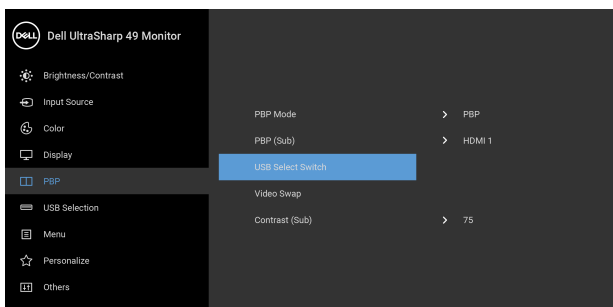 DELL Dell UltraSharp 49 Monitor
Brightness/Contrast
Input Source
Color
Display
PBP
USB Selection
Menu
Personalize
Others
PBP Mode > PBP
PBP (Sub) > HDMI 1
USB Select Switch
Video Swap
Contrast (Sub) > 75